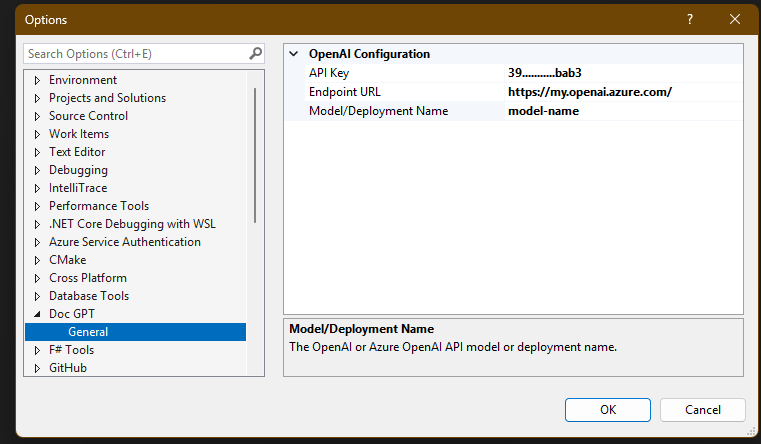 Options
?
Search Options (Ctrl+E)
Environment
Projects and Solutions
Source Control
Work Items
Text Editor
Debugging
IntelliTrace
Performance Tools
.NET Core Debugging with WSL
Azure Service Authentication
CMake
Cross Platform
Database Tools
Doc GPT
General
F# Tools
GitHub
OpenAI Configuration
API Key 39...........bab3
Endpoint URL https://my.openai.azure.com/
Model/Deployment Name model-name
Model/Deployment Name
The OpenAI or Azure OpenAI API model or deployment name.
OK Cancel